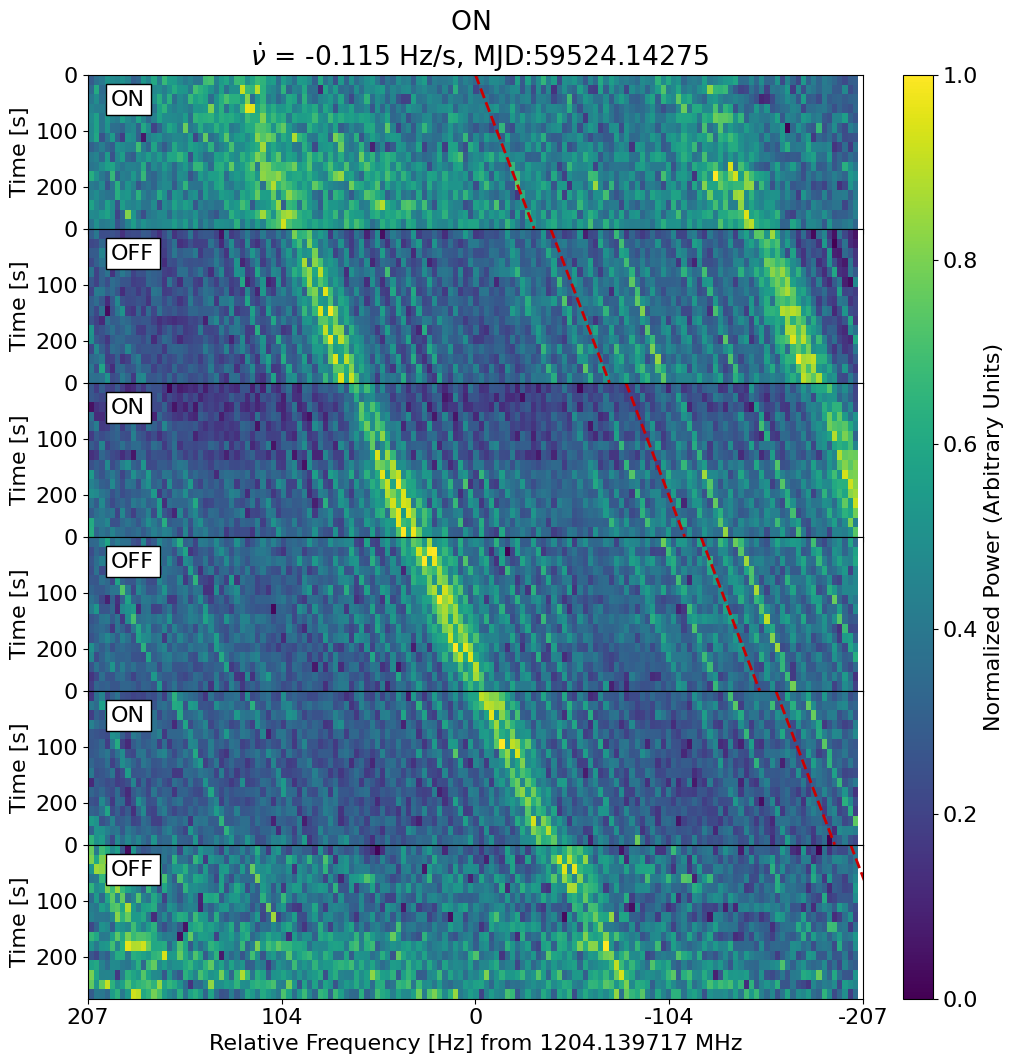 ON
ν̇ = -0.115 Hz/s, MJD:59524.14275
0
ON
100
200
Time [s]
0
OFF
100
200
Time [s]
0
ON
100
200
Time [s]
0
OFF
100
200
Time [s]
0
ON
100
200
Time [s]
0
OFF
100
200
Time [s]
207 104 0 -104 -207
Relative Frequency [Hz] from 1204.139717 MHz
1.0
0.8
0.6
0.4
0.2
0.0
Normalized Power (Arbitrary Units)